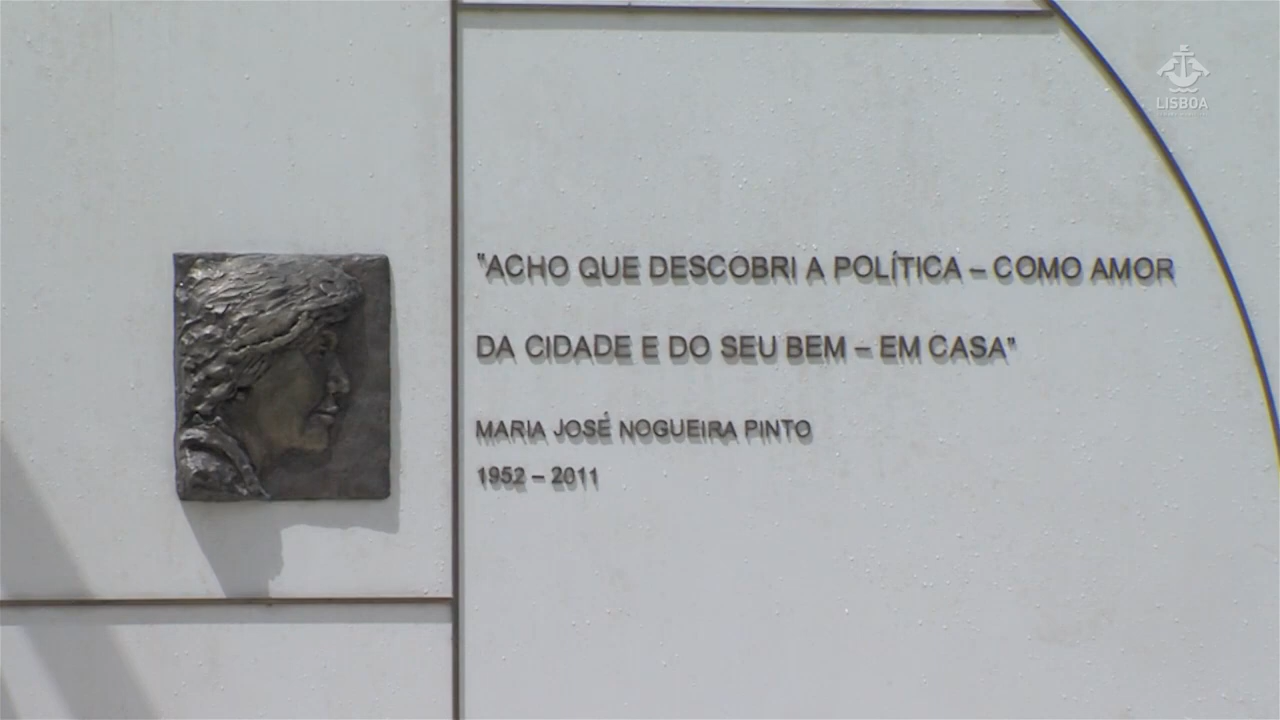 "ACHO QUE DESCOBRI A POLÍTICA – COMO AMOR
DA CIDADE E DO SEU BEM – EM CASA"
MARIA JOSÉ NOGUEIRA PINTO
1952 – 2011
LISBOA